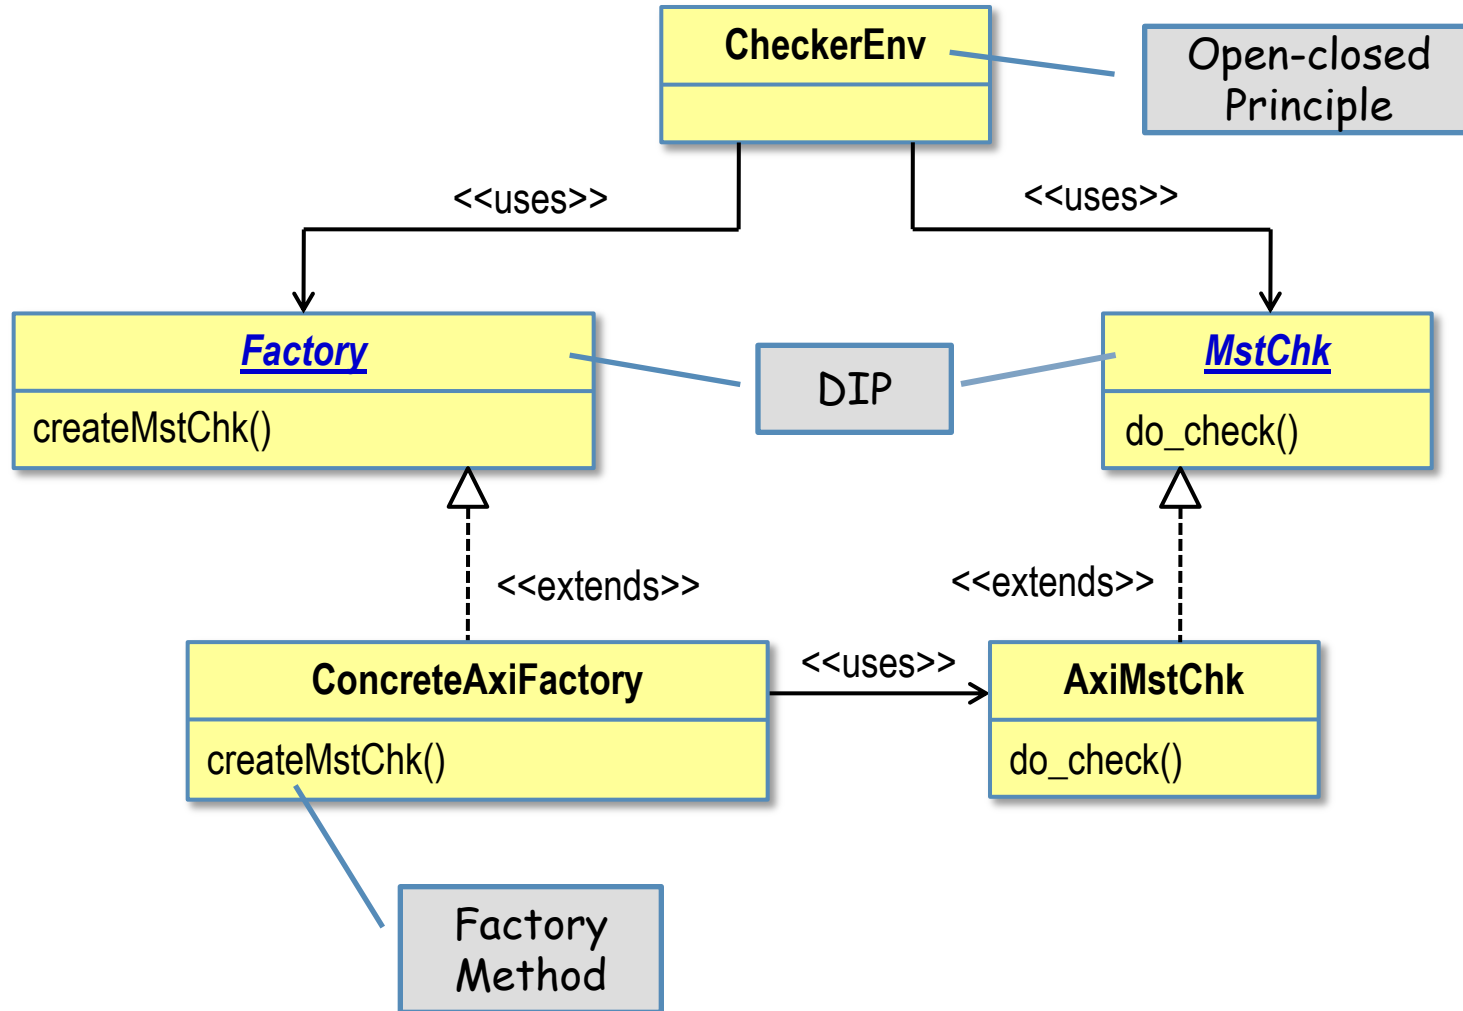 CheckerEnv
Open-closed
Principle
<<uses>>
<<uses>>
Factory
createMstChk()
DIP
MstChk
do_check()
<<extends>>
<<extends>>
ConcreteAxiFactory
createMstChk()
<<uses>>
AxiMstChk
do_check()
Factory
Method